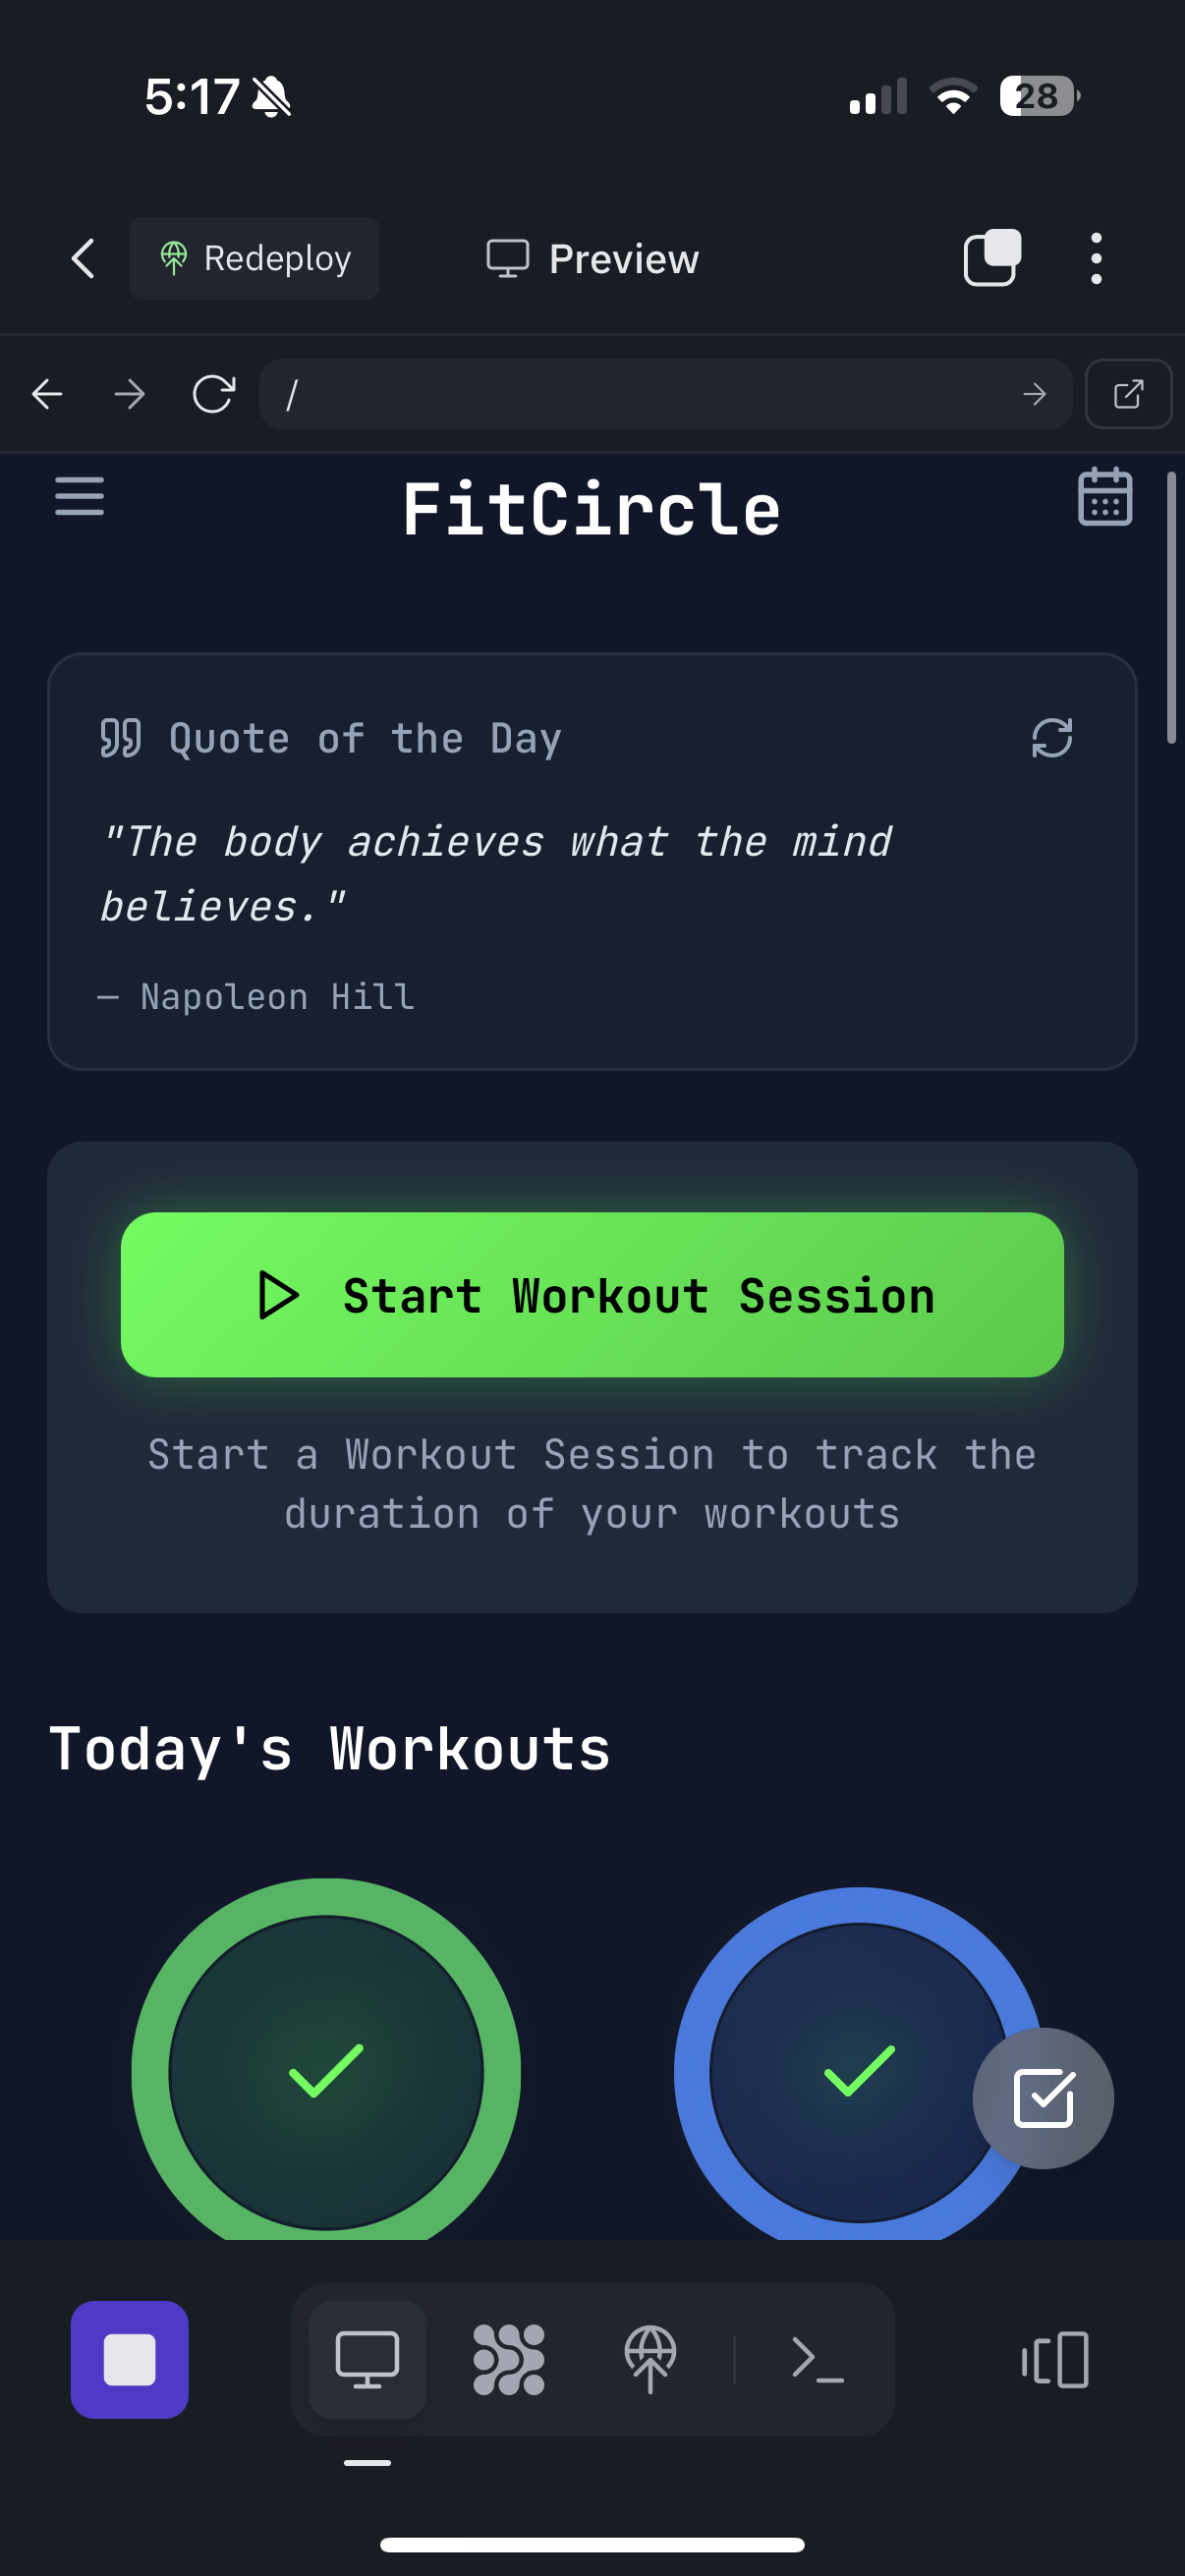 5:17
28
Redeploy
Preview
/
FitCircle
Quote of the Day
"The body achieves what the mind
believes."
— Napoleon Hill
Start Workout Session
Start a Workout Session to track the
duration of your workouts
Today's Workouts